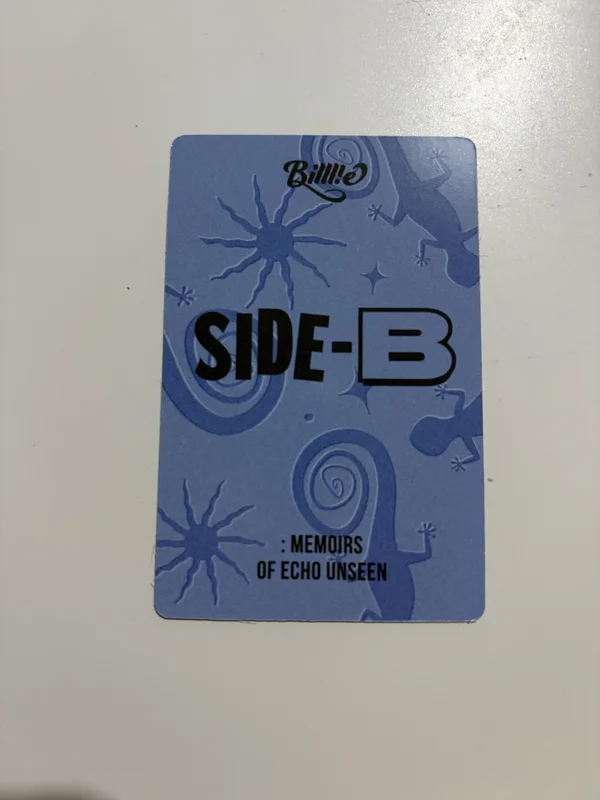 Billlie
SIDE-B
: MEMOIRS
OF ECHO UNSEEN